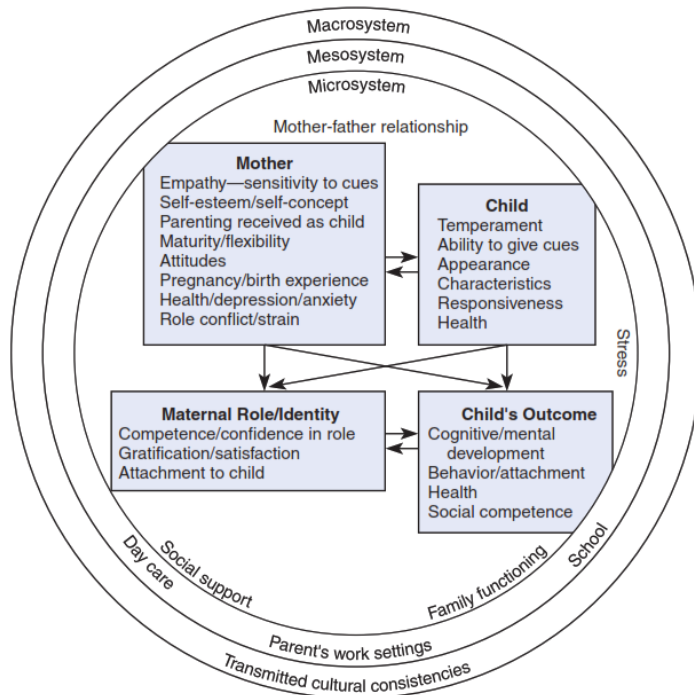 Macrosystem
Mesosystem
Microsystem
Mother-father relationship
Mother
Empathy—sensitivity to cues
Self-esteem/self-concept
Parenting received as child
Maturity/flexibility
Attitudes
Pregnancy/birth experience
Health/depression/anxiety
Role conflict/strain
Child
Temperament
Ability to give cues
Appearance
Characteristics
Responsiveness
Health
Stress
Maternal Role/Identity
Competence/confidence in role
Gratification/satisfaction
Attachment to child
Child's Outcome
Cognitive/mental
development
Behavior/attachment
Health
Social competence
Social support
Family functioning
Day care
School
Parent's work settings
Transmitted cultural consistencies